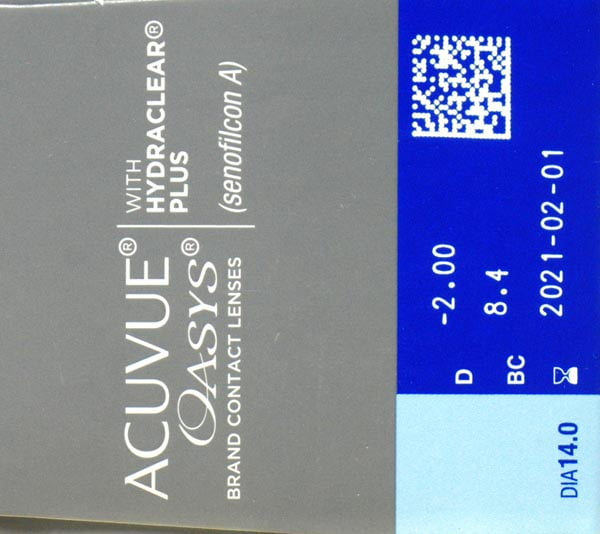 ACUVUE®
OASYS®
BRAND CONTACT LENSES
WITH
HYDRACLEAR®
PLUS
(senofilcon A)
D -2.00
BC 8.4
2021-02-01
DIA14.0